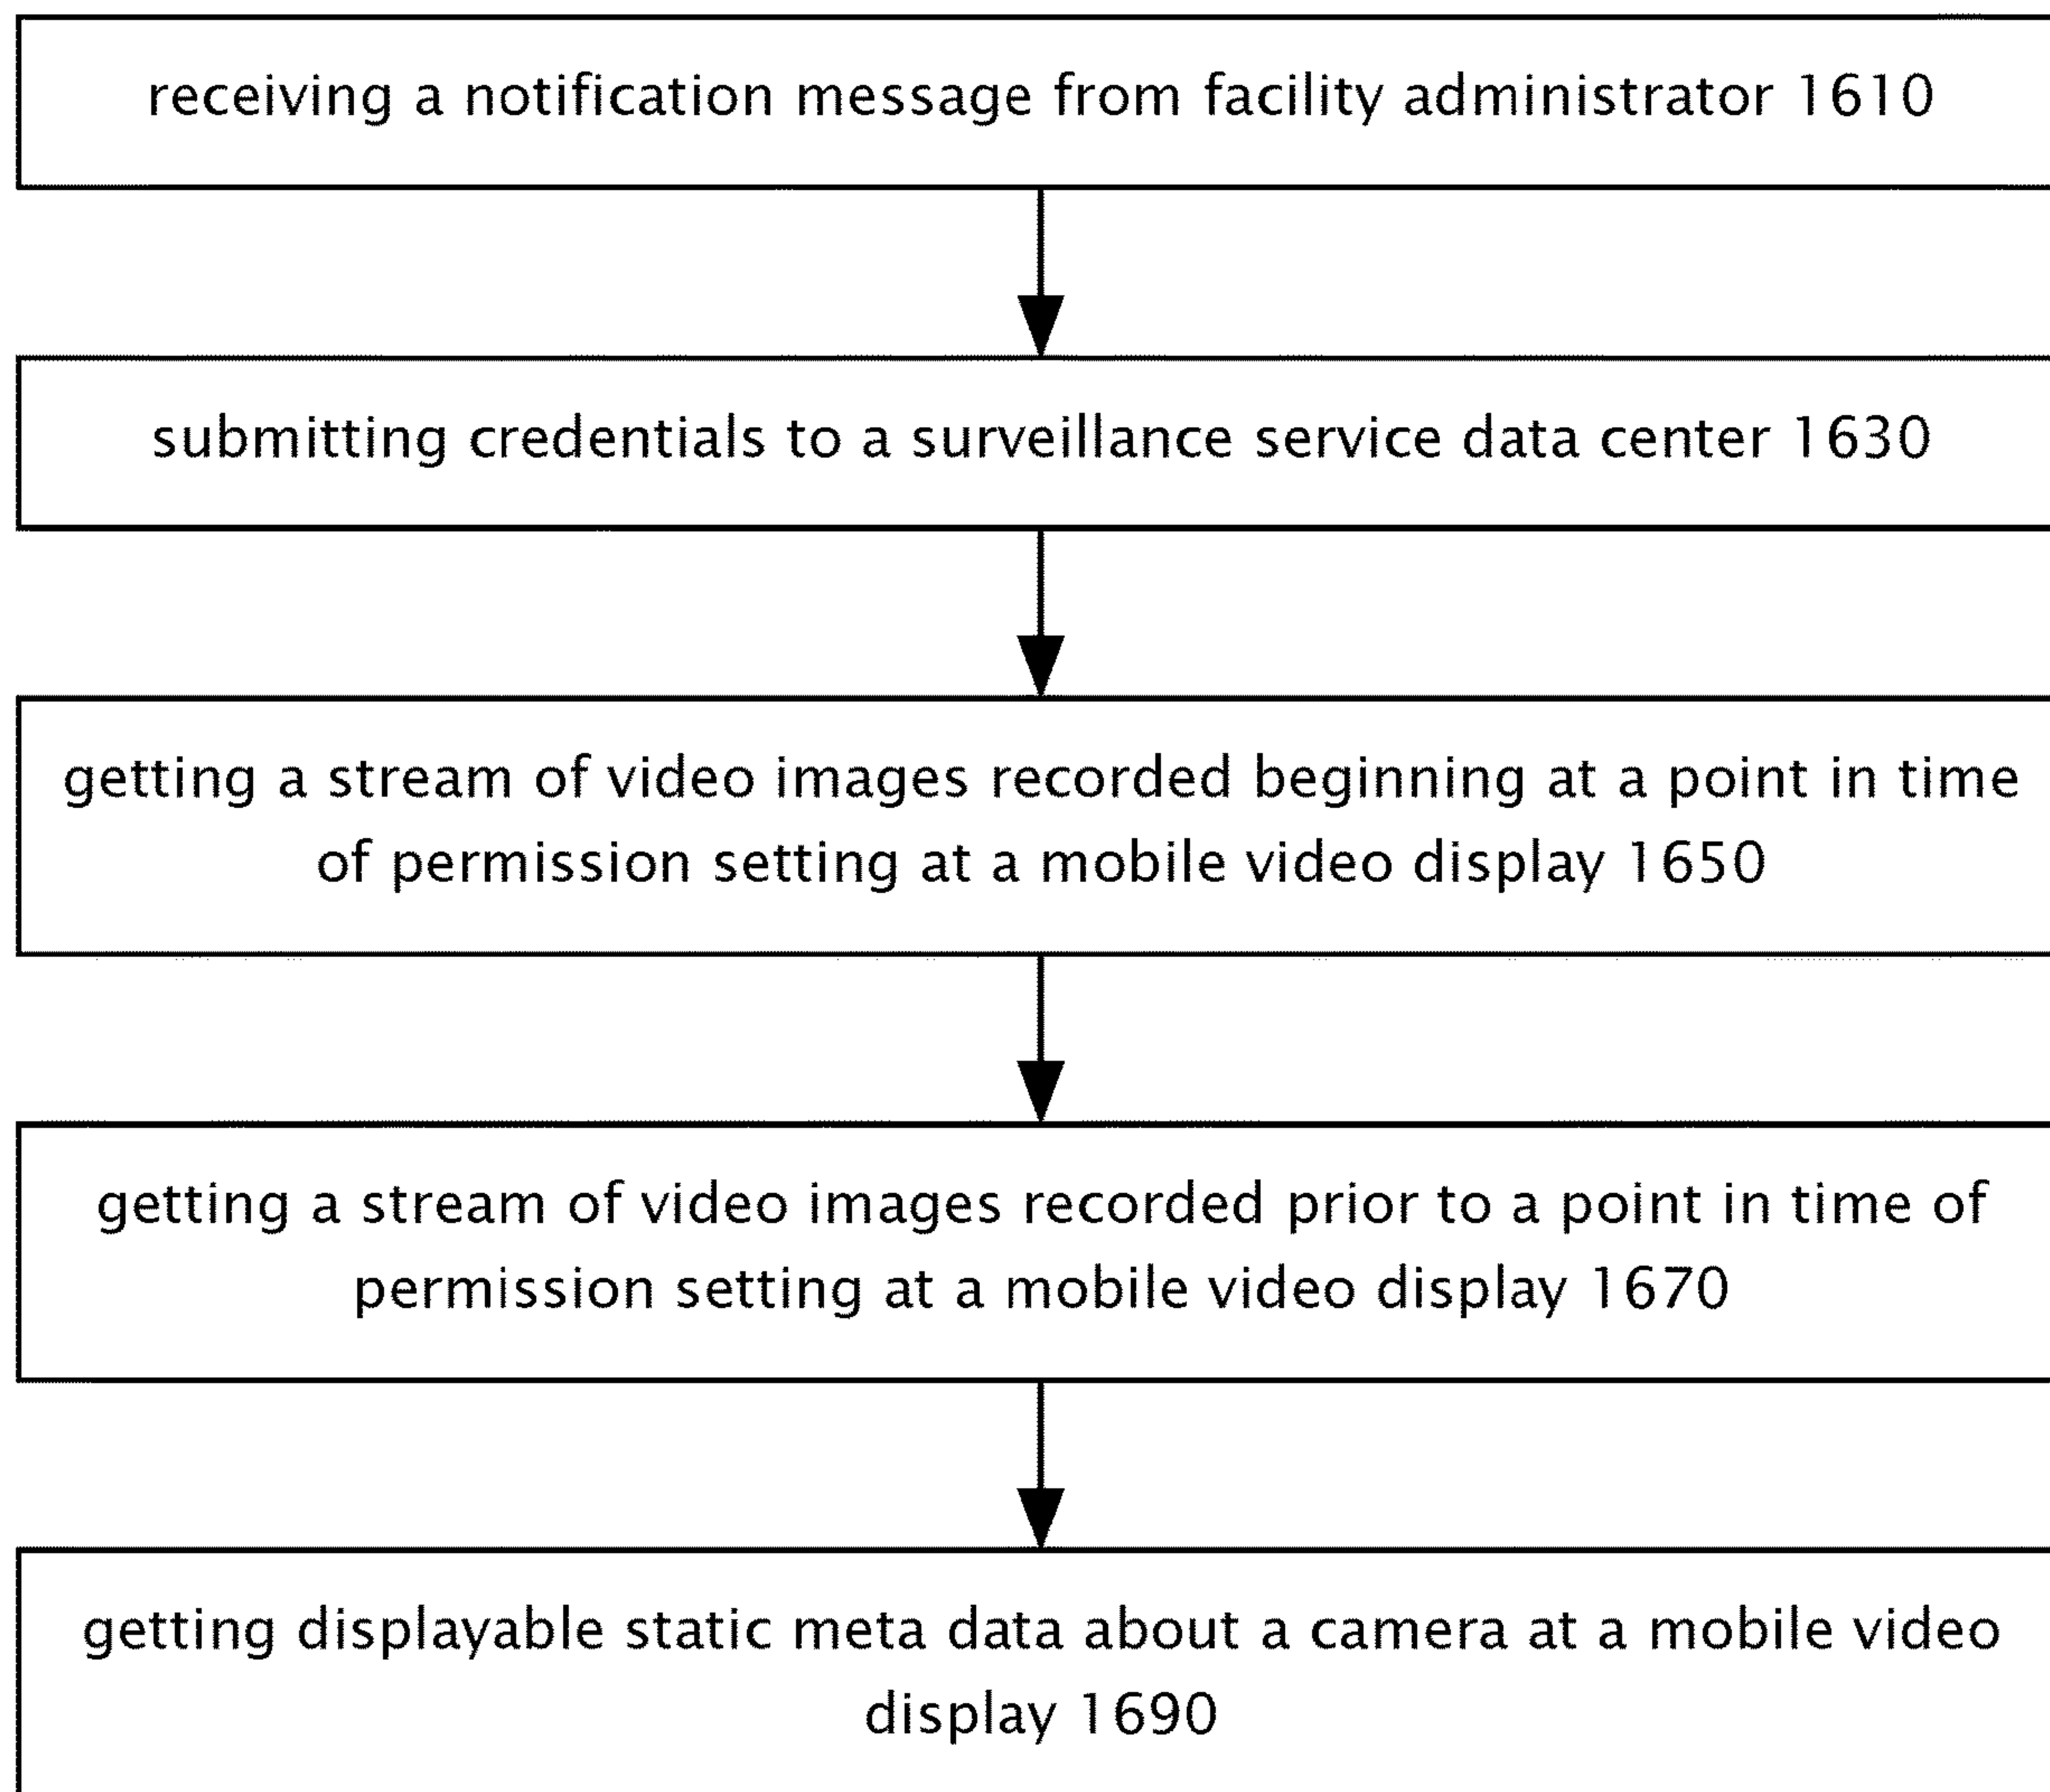 receiving a notification message from facility administrator 1610
submitting credentials to a surveillance service data center 1630
getting a stream of video images recorded beginning at a point in time
of permission setting at a mobile video display 1650
getting a stream of video images recorded prior to a point in time of
permission setting at a mobile video display 1670
getting displayable static meta data about a camera at a mobile video
display 1690